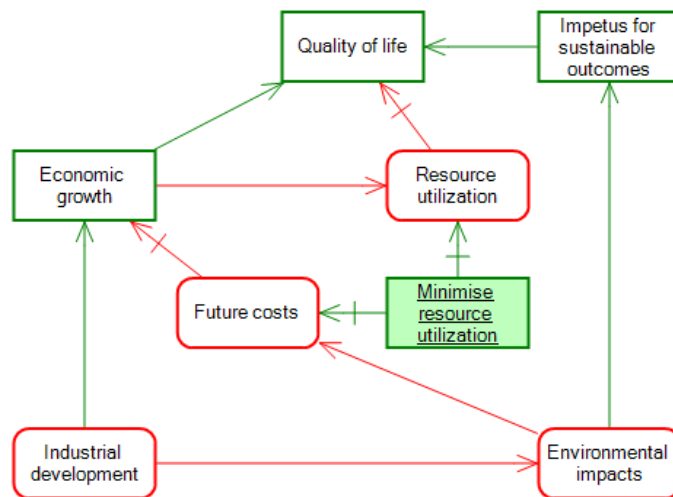 Quality of life
Impetus for
sustainable
outcomes
Economic
growth
Resource
utilization
Future costs
Minimise
resource
utilization
Industrial
development
Environmental
impacts